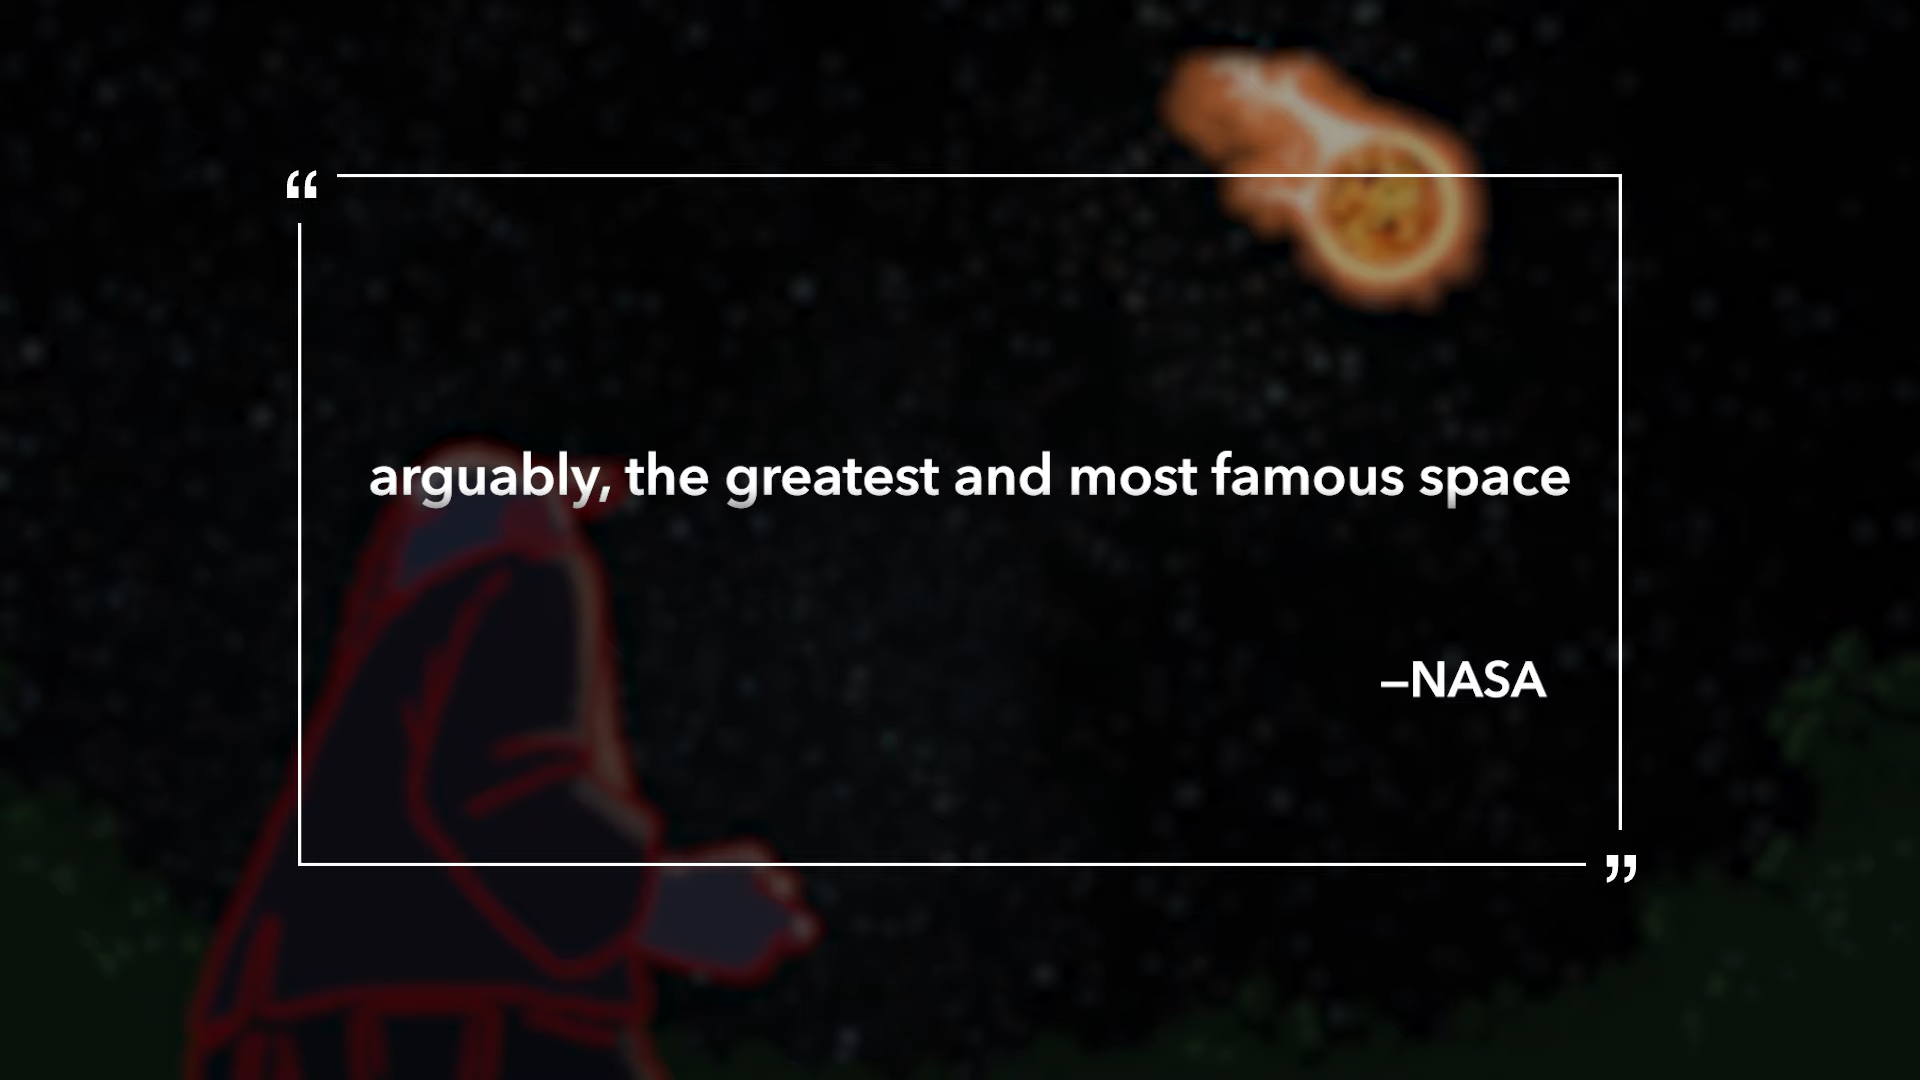 “
arguably, the greatest and most famous space
–NASA
”